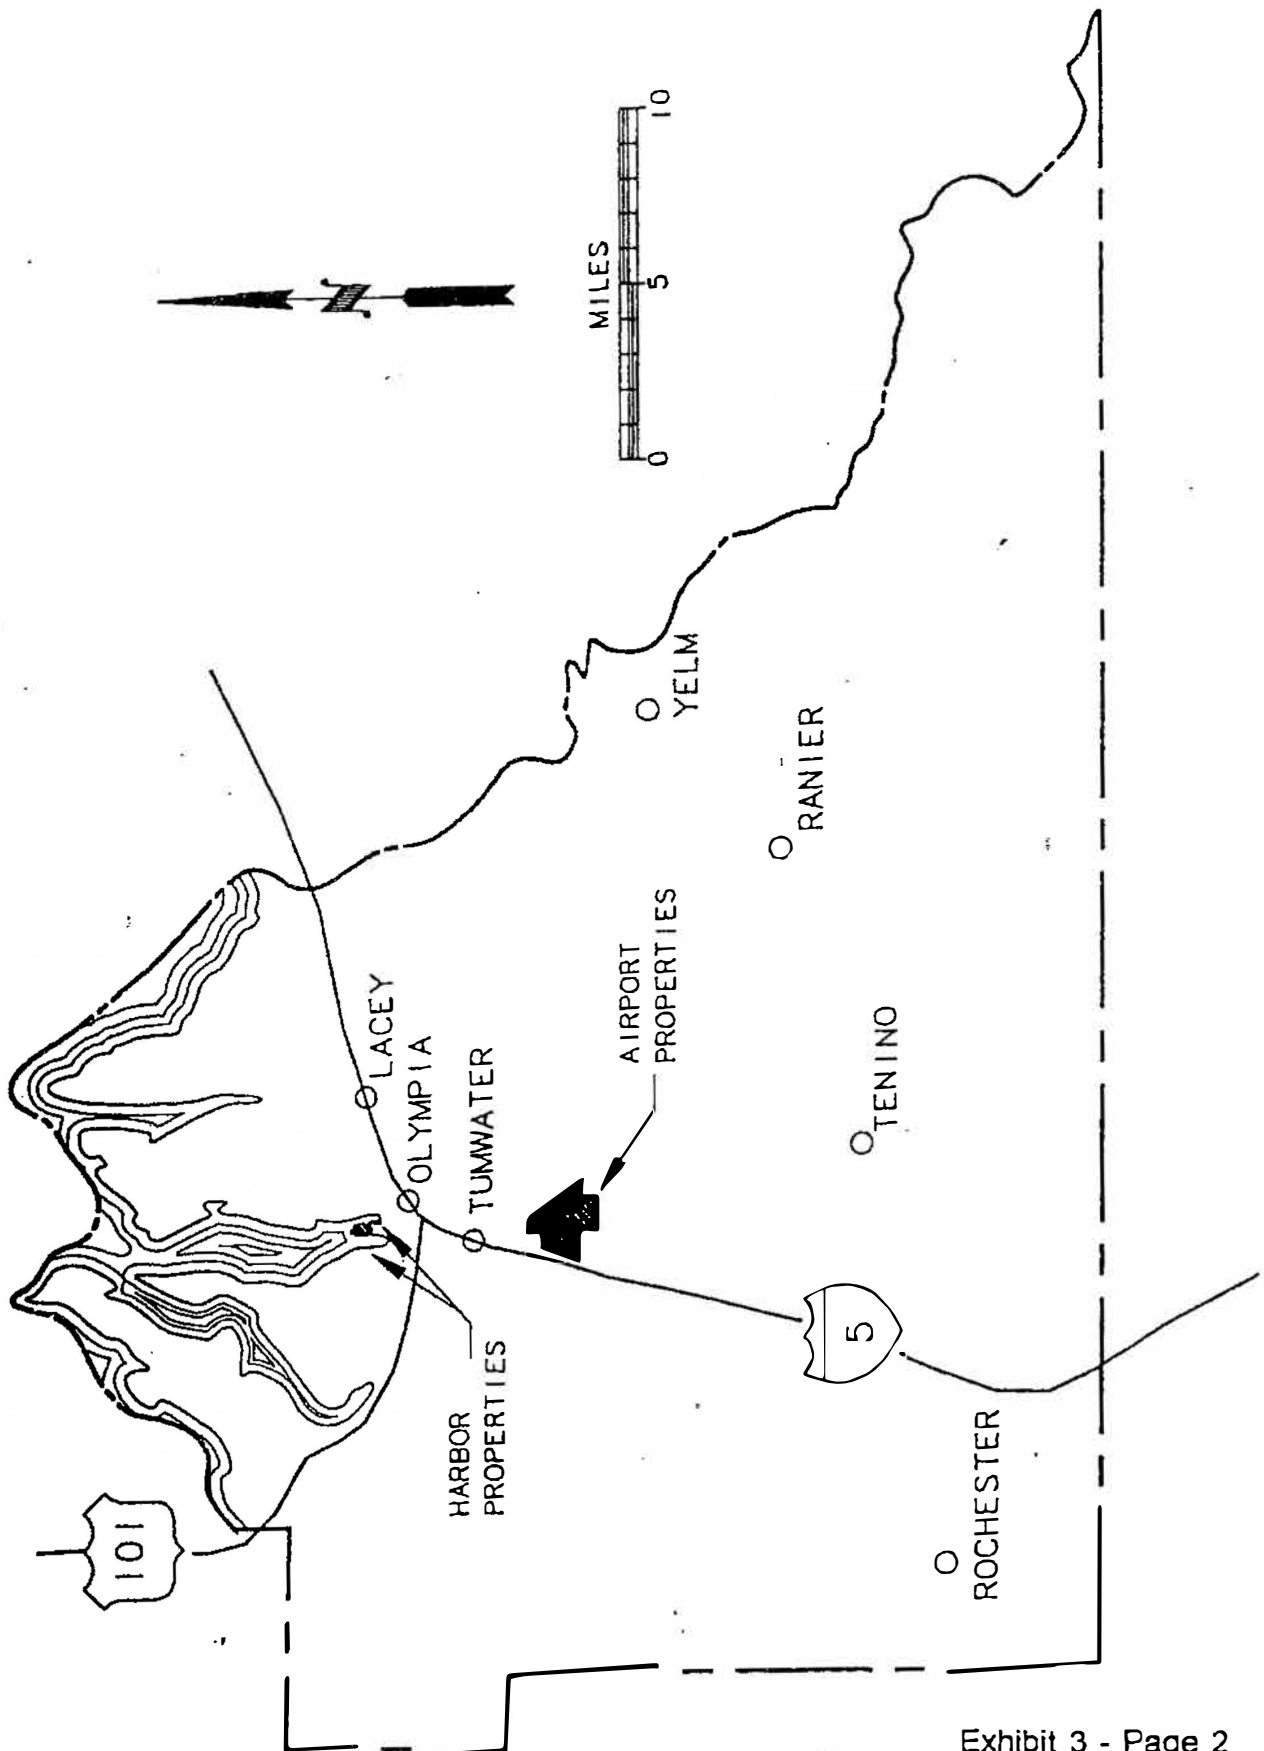 MILES
0 5 10
N
101
LACEY
OLYMPIA
TUMWATER
HARBOR
PROPERTIES
AIRPORT
PROPERTIES
YELM
RANIER
TENINO
5
ROCHESTER
Exhibit 3 - Page 2